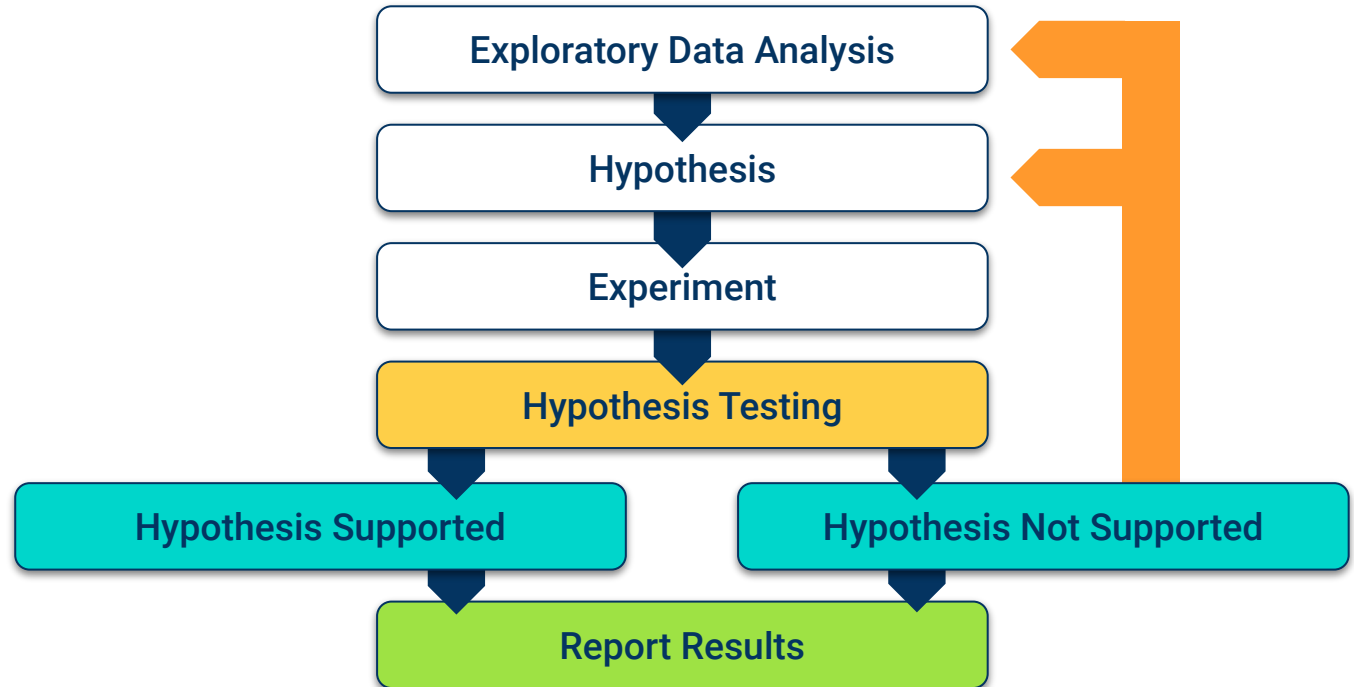 Exploratory Data Analysis
Hypothesis
Experiment
Hypothesis Testing
Hypothesis Supported
Hypothesis Not Supported
Report Results